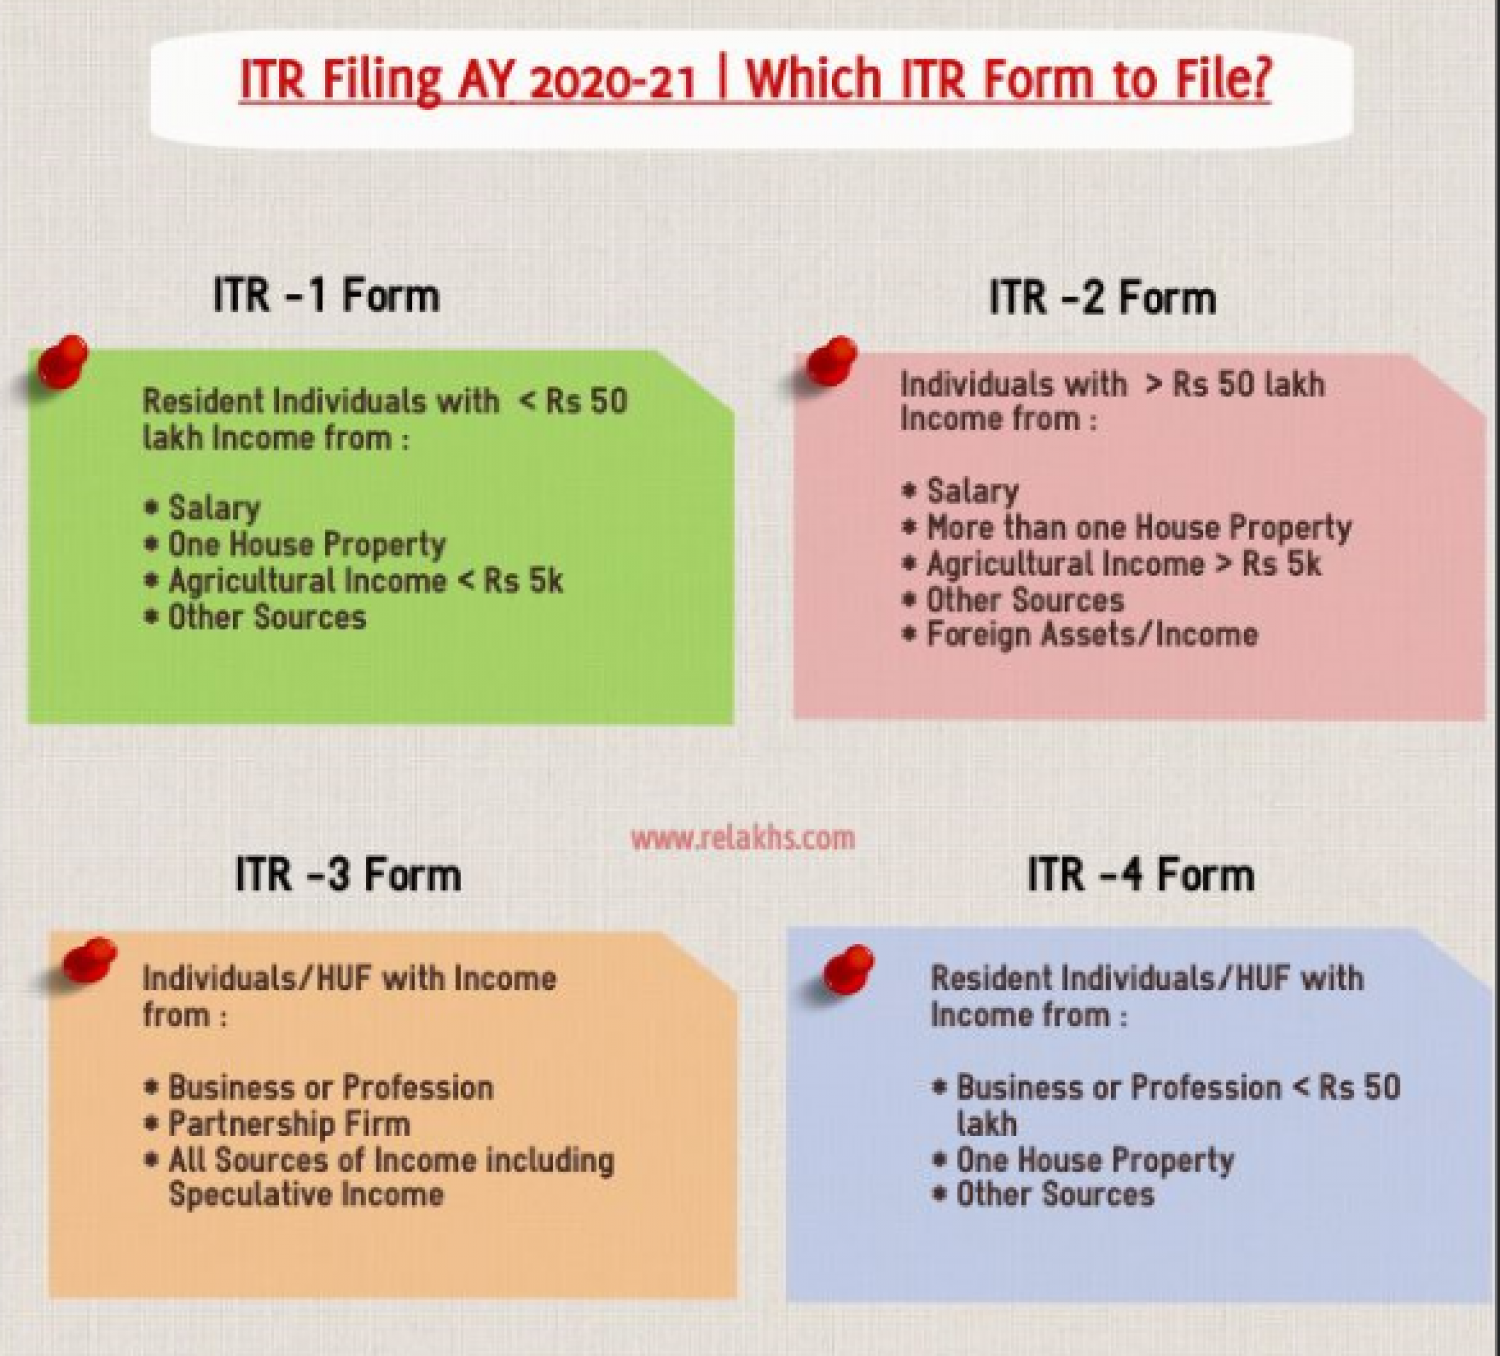 ITR Filing AY 2020-21 | Which ITR Form to File?
ITR -1 Form
Resident Individuals with < Rs 50
lakh Income from :
* Salary
* One House Property
* Agricultural Income < Rs 5k
* Other Sources
ITR -2 Form
Individuals with > Rs 50 lakh
Income from :
* Salary
* More than one House Property
* Agricultural Income > Rs 5k
* Other Sources
* Foreign Assets/Income
www.relakhs.com
ITR -3 Form
Individuals/HUF with Income
from :
* Business or Profession
* Partnership Firm
* All Sources of Income including
Speculative Income
ITR -4 Form
Resident Individuals/HUF with
Income from :
* Business or Profession < Rs 50
lakh
* One House Property
* Other Sources